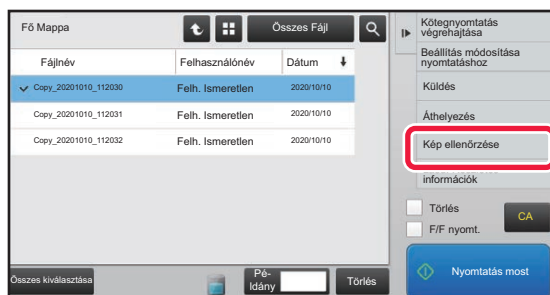 Fő Mappa
Összes Fájl
Fájlnév
Felhasználónév
Dátum
Copy_20201010_112030
Felh. Ismeretlen
2020/10/10
Copy_20201010_112031
Felh. Ismeretlen
2020/10/10
Copy_20201010_112032
Felh. Ismeretlen
2020/10/10
Összes kiválasztása
Pé-
ldány
Törlés
Kötegnyomtatás
végrehajtása
Beállítás módosítása
nyomtatáshoz
Küldés
Áthelyezés
Kép ellenőrzése
információk
Törlés
F/F nyomt.
CA
Nyomtatás most